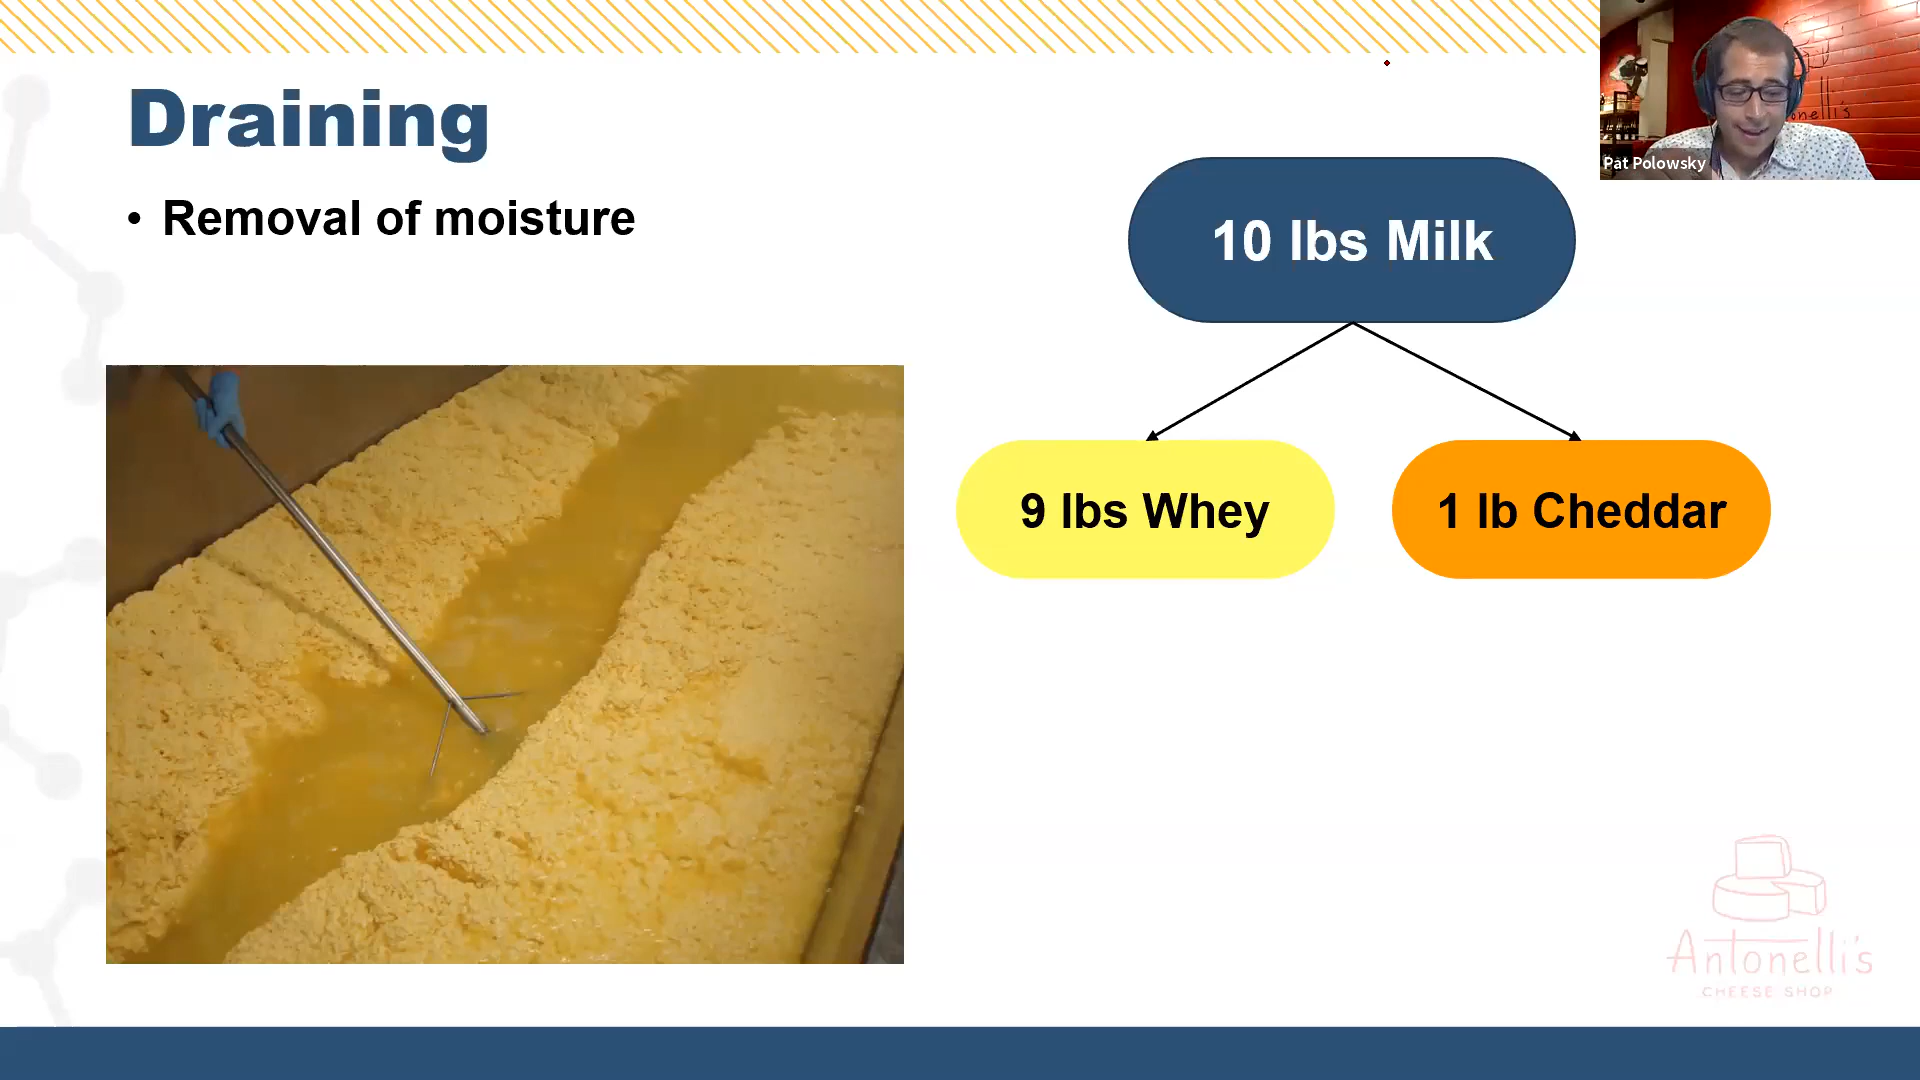 Draining
• Removal of moisture
10 lbs Milk
9 lbs Whey
1 lb Cheddar
Pat Polowsky
Antonelli's
CHEESE SHOP